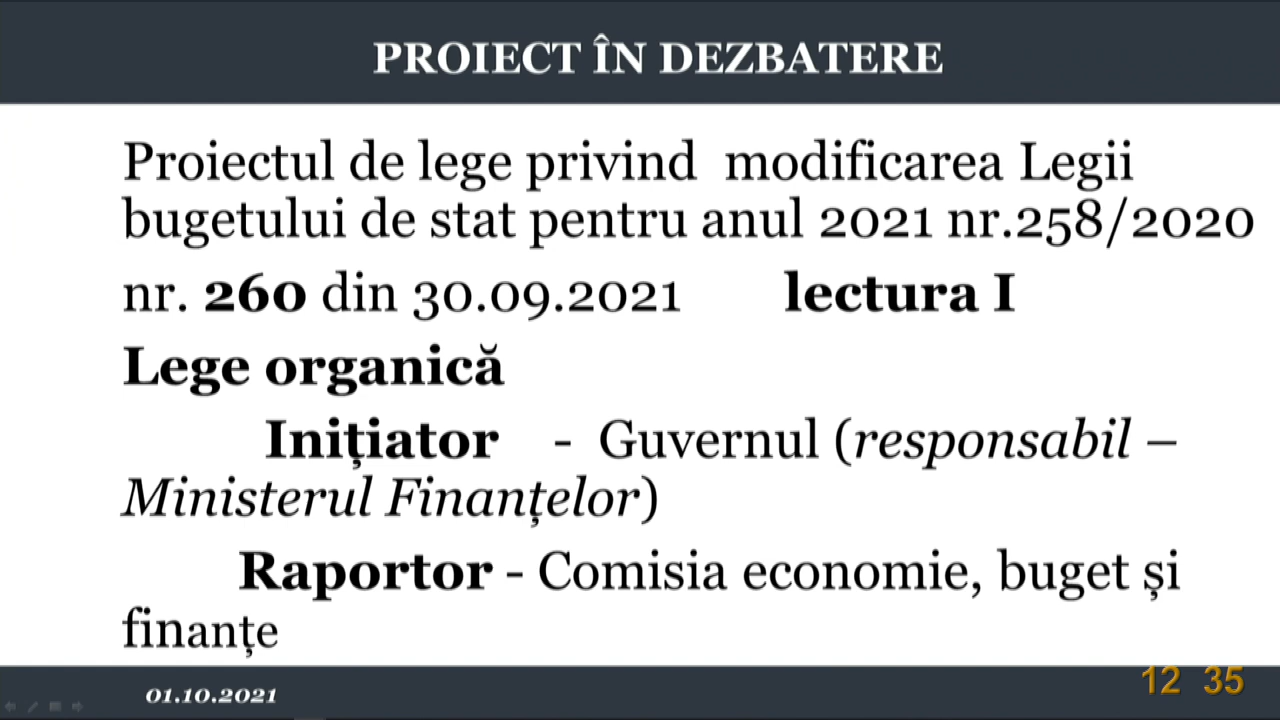 PROIECT ÎN DEZBATERE
Proiectul de lege privind modificarea Legii
bugetului de stat pentru anul 2021 nr.258/2020
nr. 260 din 30.09.2021 lectura I
Lege organică
Inițiator - Guvernul (responsabil –
Ministerul Finanțelor)
Raportor - Comisia economie, buget și
finanțe
01.10.2021
12 35